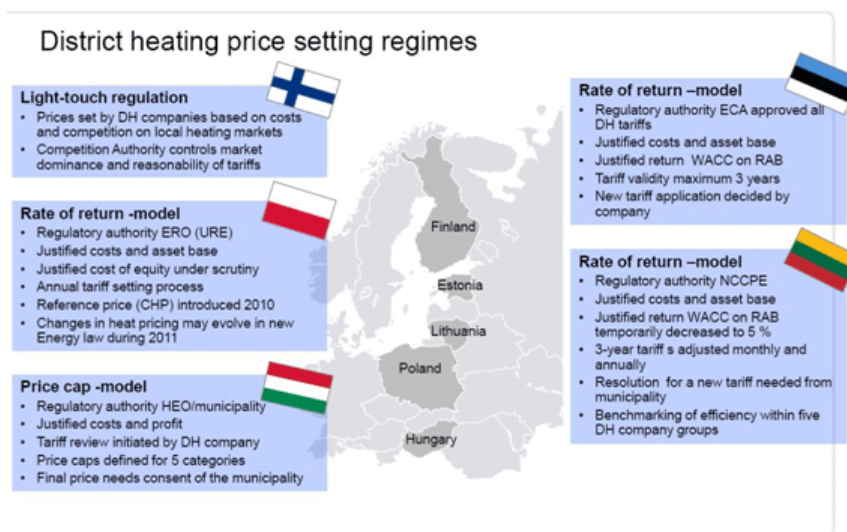 District heating price setting regimes
Light-touch regulation
• Prices set by DH companies based on costs
and competition on local heating markets
• Competition Authority controls market
dominance and reasonability of tariffs
Rate of return -model
• Regulatory authority ERO (URE)
• Justified costs and asset base
• Justified cost of equity under scrutiny
• Annual tariff setting process
• Reference price (CHP) introduced 2010
• Changes in heat pricing may evolve in new
Energy law during 2011
Price cap -model
• Regulatory authority HEO/municipality
• Justified costs and profit
• Tariff review initiated by DH company
• Price caps defined for 5 categories
• Final price needs consent of the municipality
Finland
Estonia
Lithuania
Poland
Hungary
Rate of return –model
• Regulatory authority ECA approved all
DH tariffs
• Justified costs and asset base
• Justified return WACC on RAB
• Tariff validity maximum 3 years
• New tariff application decided by
company
Rate of return –model
• Regulatory authority NCCPE
• Justified costs and asset base
• Justified return WACC on RAB
temporarily decreased to 5 %
• 3-year tariff s adjusted monthly and
annually
• Resolution for a new tariff needed from
municipality
• Benchmarking of efficiency within five
DH company groups